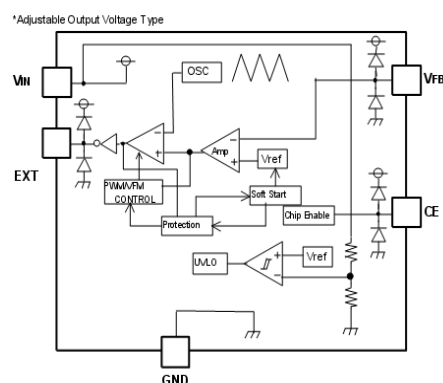 *Adjustable Output Voltage Type
VIN
OSC
VFB
EXT
Amp
Vref
PWM/VFM
CONTROL
Soft Start
Chip Enable
CE
Protection
UVLO
Vref
GND